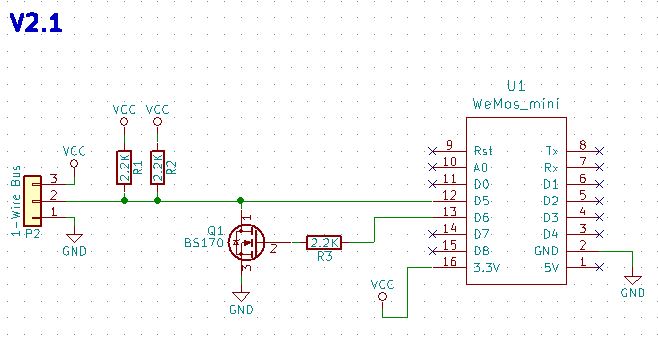 V2.1
U1
WeMos_mini
VCC VCC
VCC
2.2K R1
2.2K R2
1-Wire Bus
P2
3
2
1
GND
Q1
BS170
1
2
3
GND
2.2K
R3
VCC
9 Rst
10 A0
11 D0
12 D5
13 D6
14 D7
15 D8
16 3.3V
Tx 8
Rx 7
D1 6
D2 5
D3 4
D4 3
GND 2
5V 1
GND